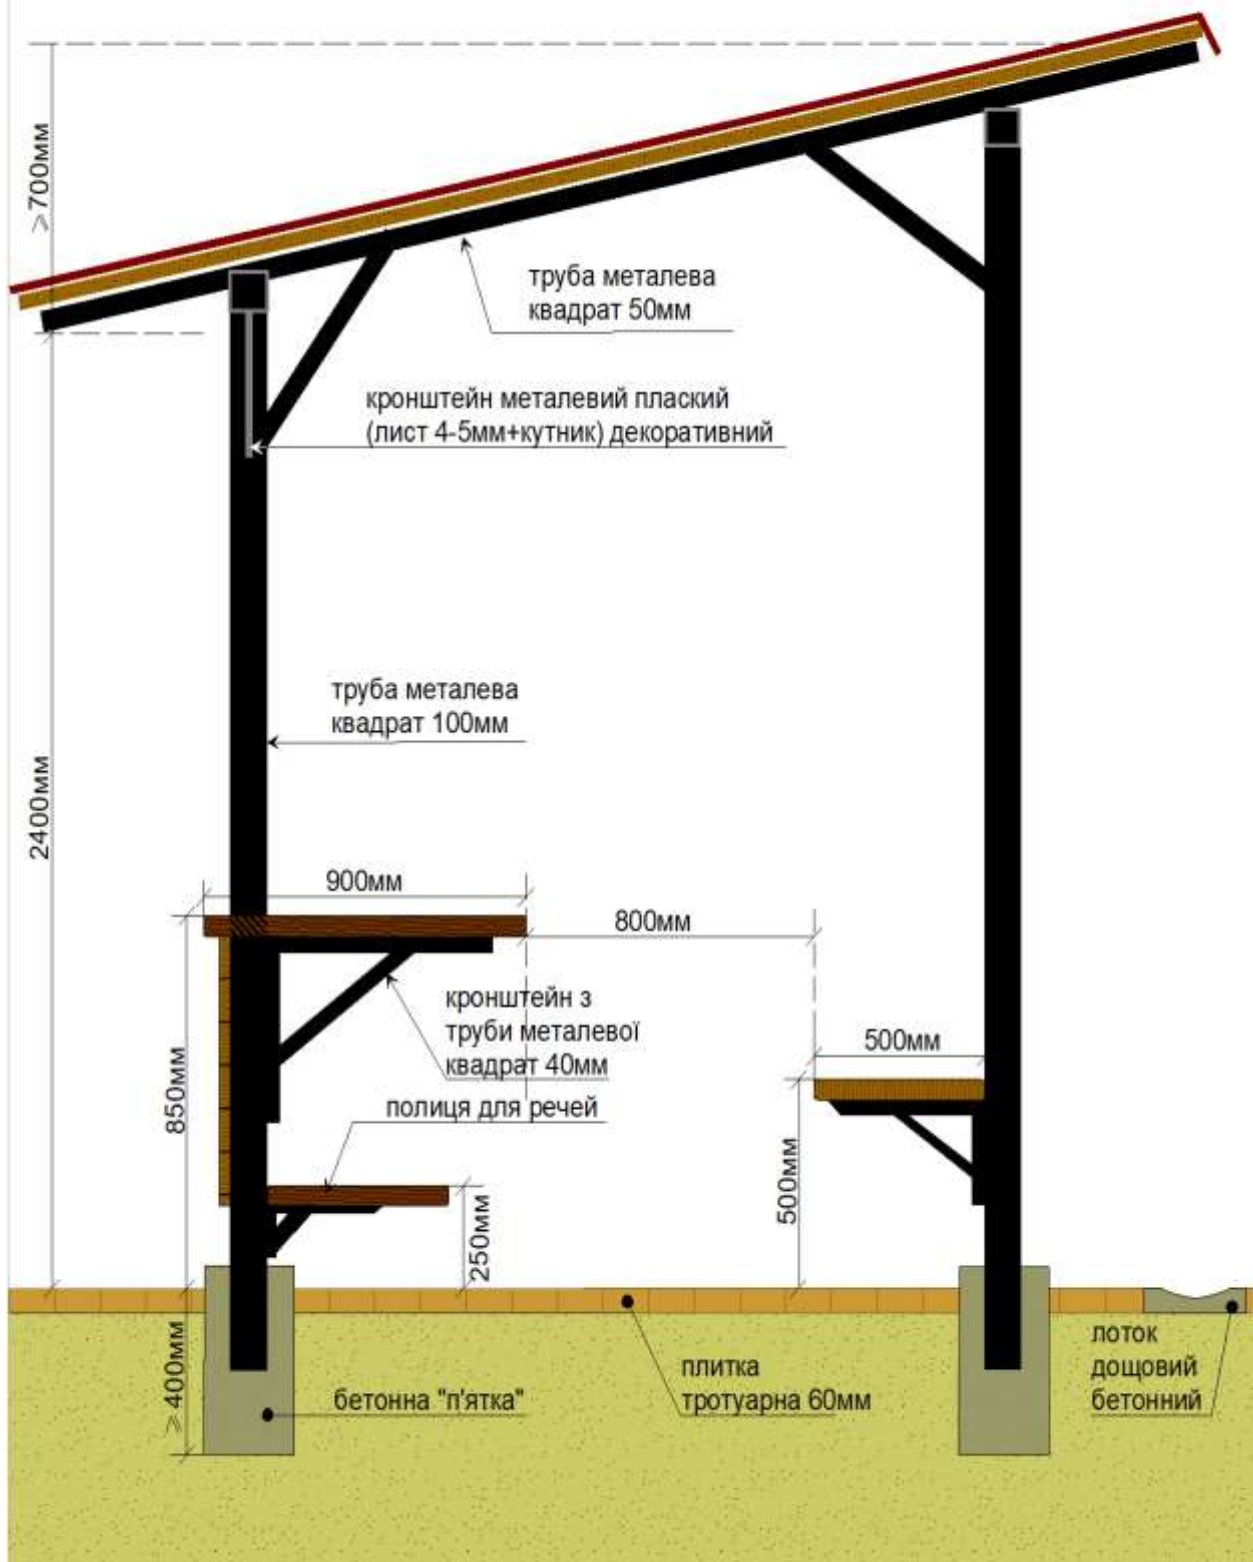 >700мм
труба металева
квадрат 50мм
кронштейн металевий плаский
(лист 4-5мм+кутник) декоративний
труба металева
квадрат 100мм
2400мм
900мм
800мм
кронштейн з
труби металевої
квадрат 40мм
500мм
850мм
полиця для речей
500мм
250мм
≥400мм
бетонна "п'ятка"
плитка
тротуарна 60мм
лоток
дощовий
бетонний